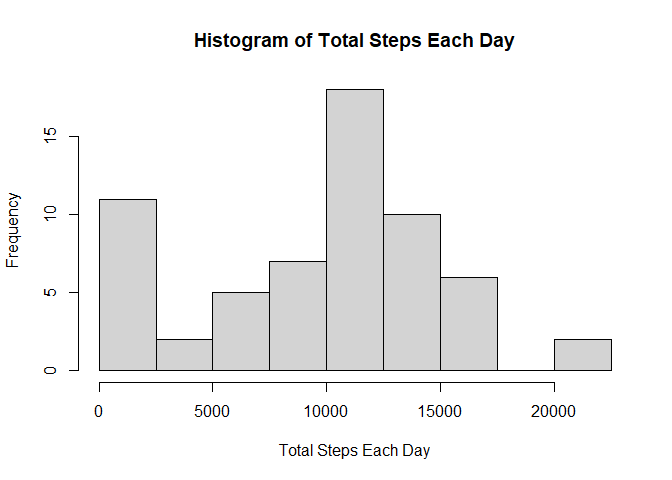 Histogram of Total Steps Each Day
Frequency
15
10
5
0
0 5000 10000 15000 20000
Total Steps Each Day